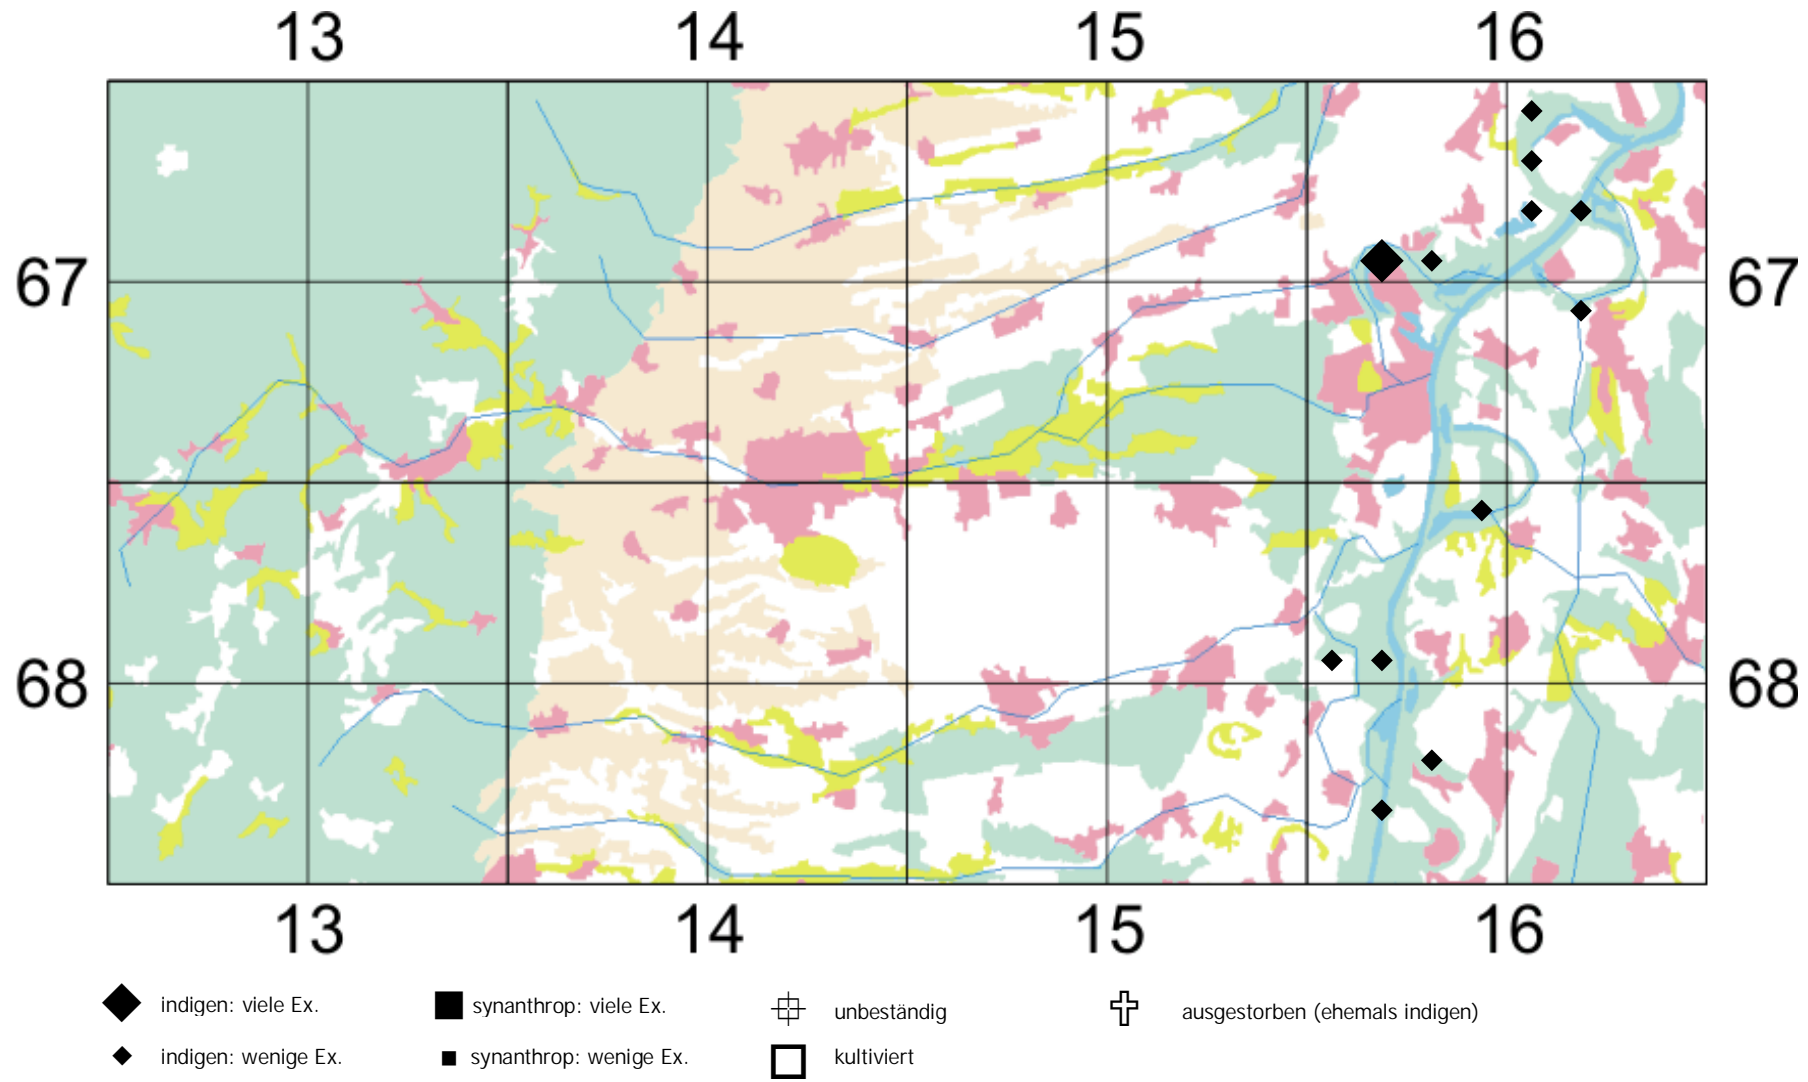 13 14 15 16
67 67
68 68
13 14 15 16
indigen: viele Ex. synanthrop: viele Ex. unbeständig ausgestorben (ehemals indigen)
indigen: wenige Ex. synanthrop: wenige Ex. kultiviert